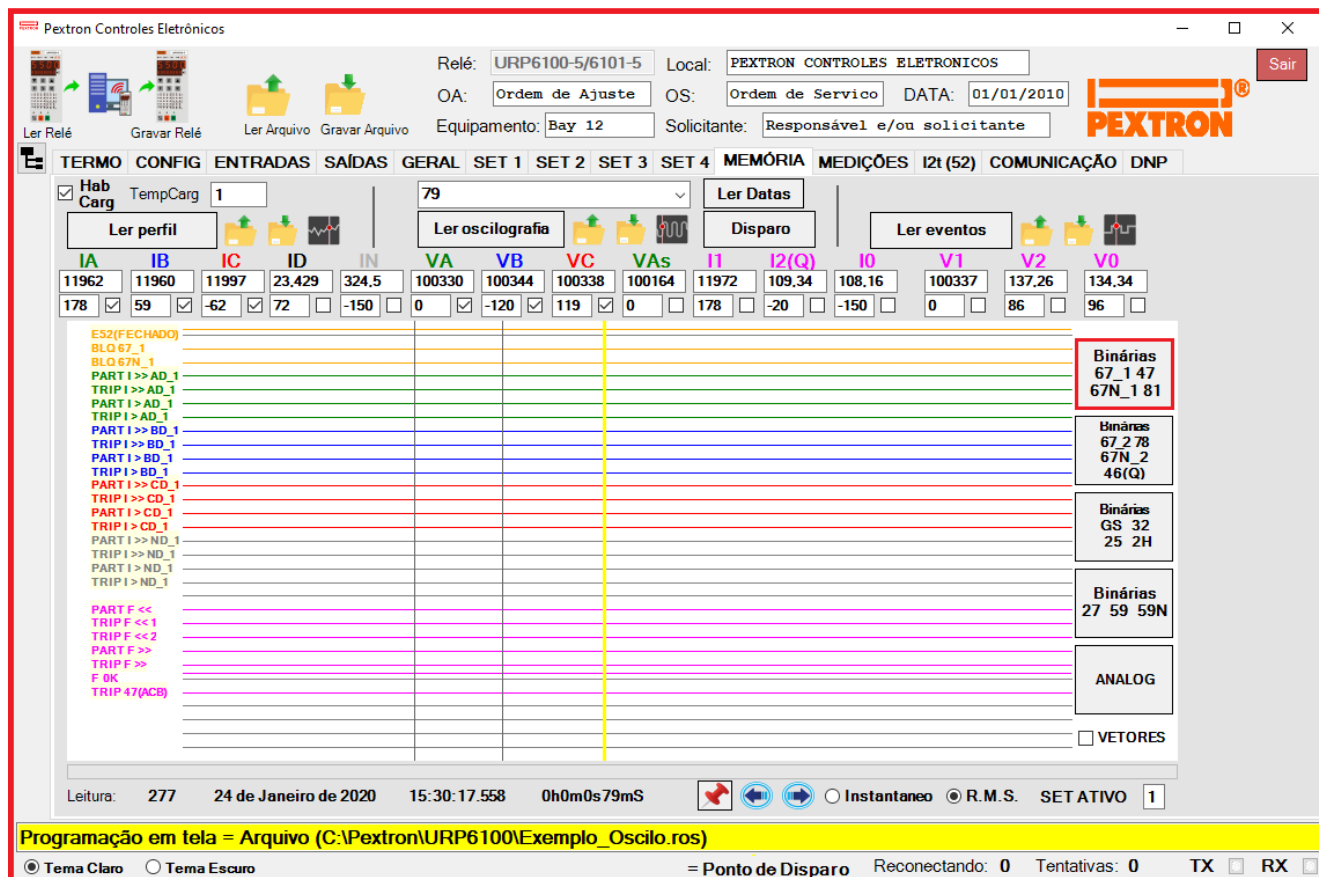 Pextron Controles Eletrônicos
Relé: URP6100-5/6101-5 Local: PEXTRON CONTROLES ELETRONICOS Sair
OA: Ordem de Ajuste OS: Ordem de Servico DATA: 01/01/2010
Ler Relé Gravar Relé Ler Arquivo Gravar Arquivo Equipamento: Bay 12 Solicitante: Responsável e/ou solicitante PEXTRON ®
TERMO CONFIG ENTRADAS SAÍDAS GERAL SET 1 SET 2 SET 3 SET 4 MEMÓRIA MEDIÇÕES I2t (52) COMUNICAÇÃO DNP
Hab Carg TempCarg 1 79 Ler Datas
Ler perfil Ler oscilografia Disparo Ler eventos
IA IB IC ID IN VA VB VC VAs I1 I2(Q) I0 V1 V2 V0
11962 11960 11997 23,429 324,5 100330 100344 100338 100164 11972 109,34 108,16 100337 137,26 134,34
178 59 -62 72 -150 0 -120 119 0 178 -20 -150 0 86 96
E52(FECHADO)
BLQ 67_1
BLQ 67N_1
PART I >> AD_1
TRIP I >> AD_1
PART I > AD_1
TRIP I > AD_1
PART I >> BD_1
TRIP I >> BD_1
PART I > BD_1
TRIP I > BD_1
PART I >> CD_1
TRIP I >> CD_1
PART I > CD_1
TRIP I > CD_1
PART I >> ND_1
TRIP I >> ND_1
PART I > ND_1
TRIP I > ND_1
PART F <<
TRIP F << 1
TRIP F << 2
PART F >>
TRIP F >>
F 0K
TRIP 47(ACB)
Binárias
67_1 47
67N_1 81
Binárias
67_2 78
67N_2
46(Q)
Binárias
GS 32
25 2H
Binárias
27 59 59N
ANALOG
VETORES
Leitura: 277 24 de Janeiro de 2020 15:30:17.558 0h0m0s79mS Instantaneo R.M.S. SET ATIVO 1
Programação em tela = Arquivo (C:\Pextron\URP6100\Exemplo_Oscilo.ros)
Tema Claro Tema Escuro = Ponto de Disparo Reconectando: 0 Tentativas: 0 TX RX